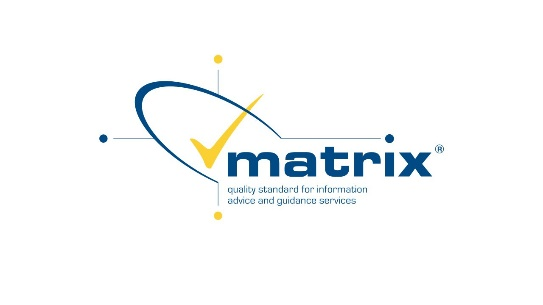 matrix®
quality standard for information
advice and guidance services